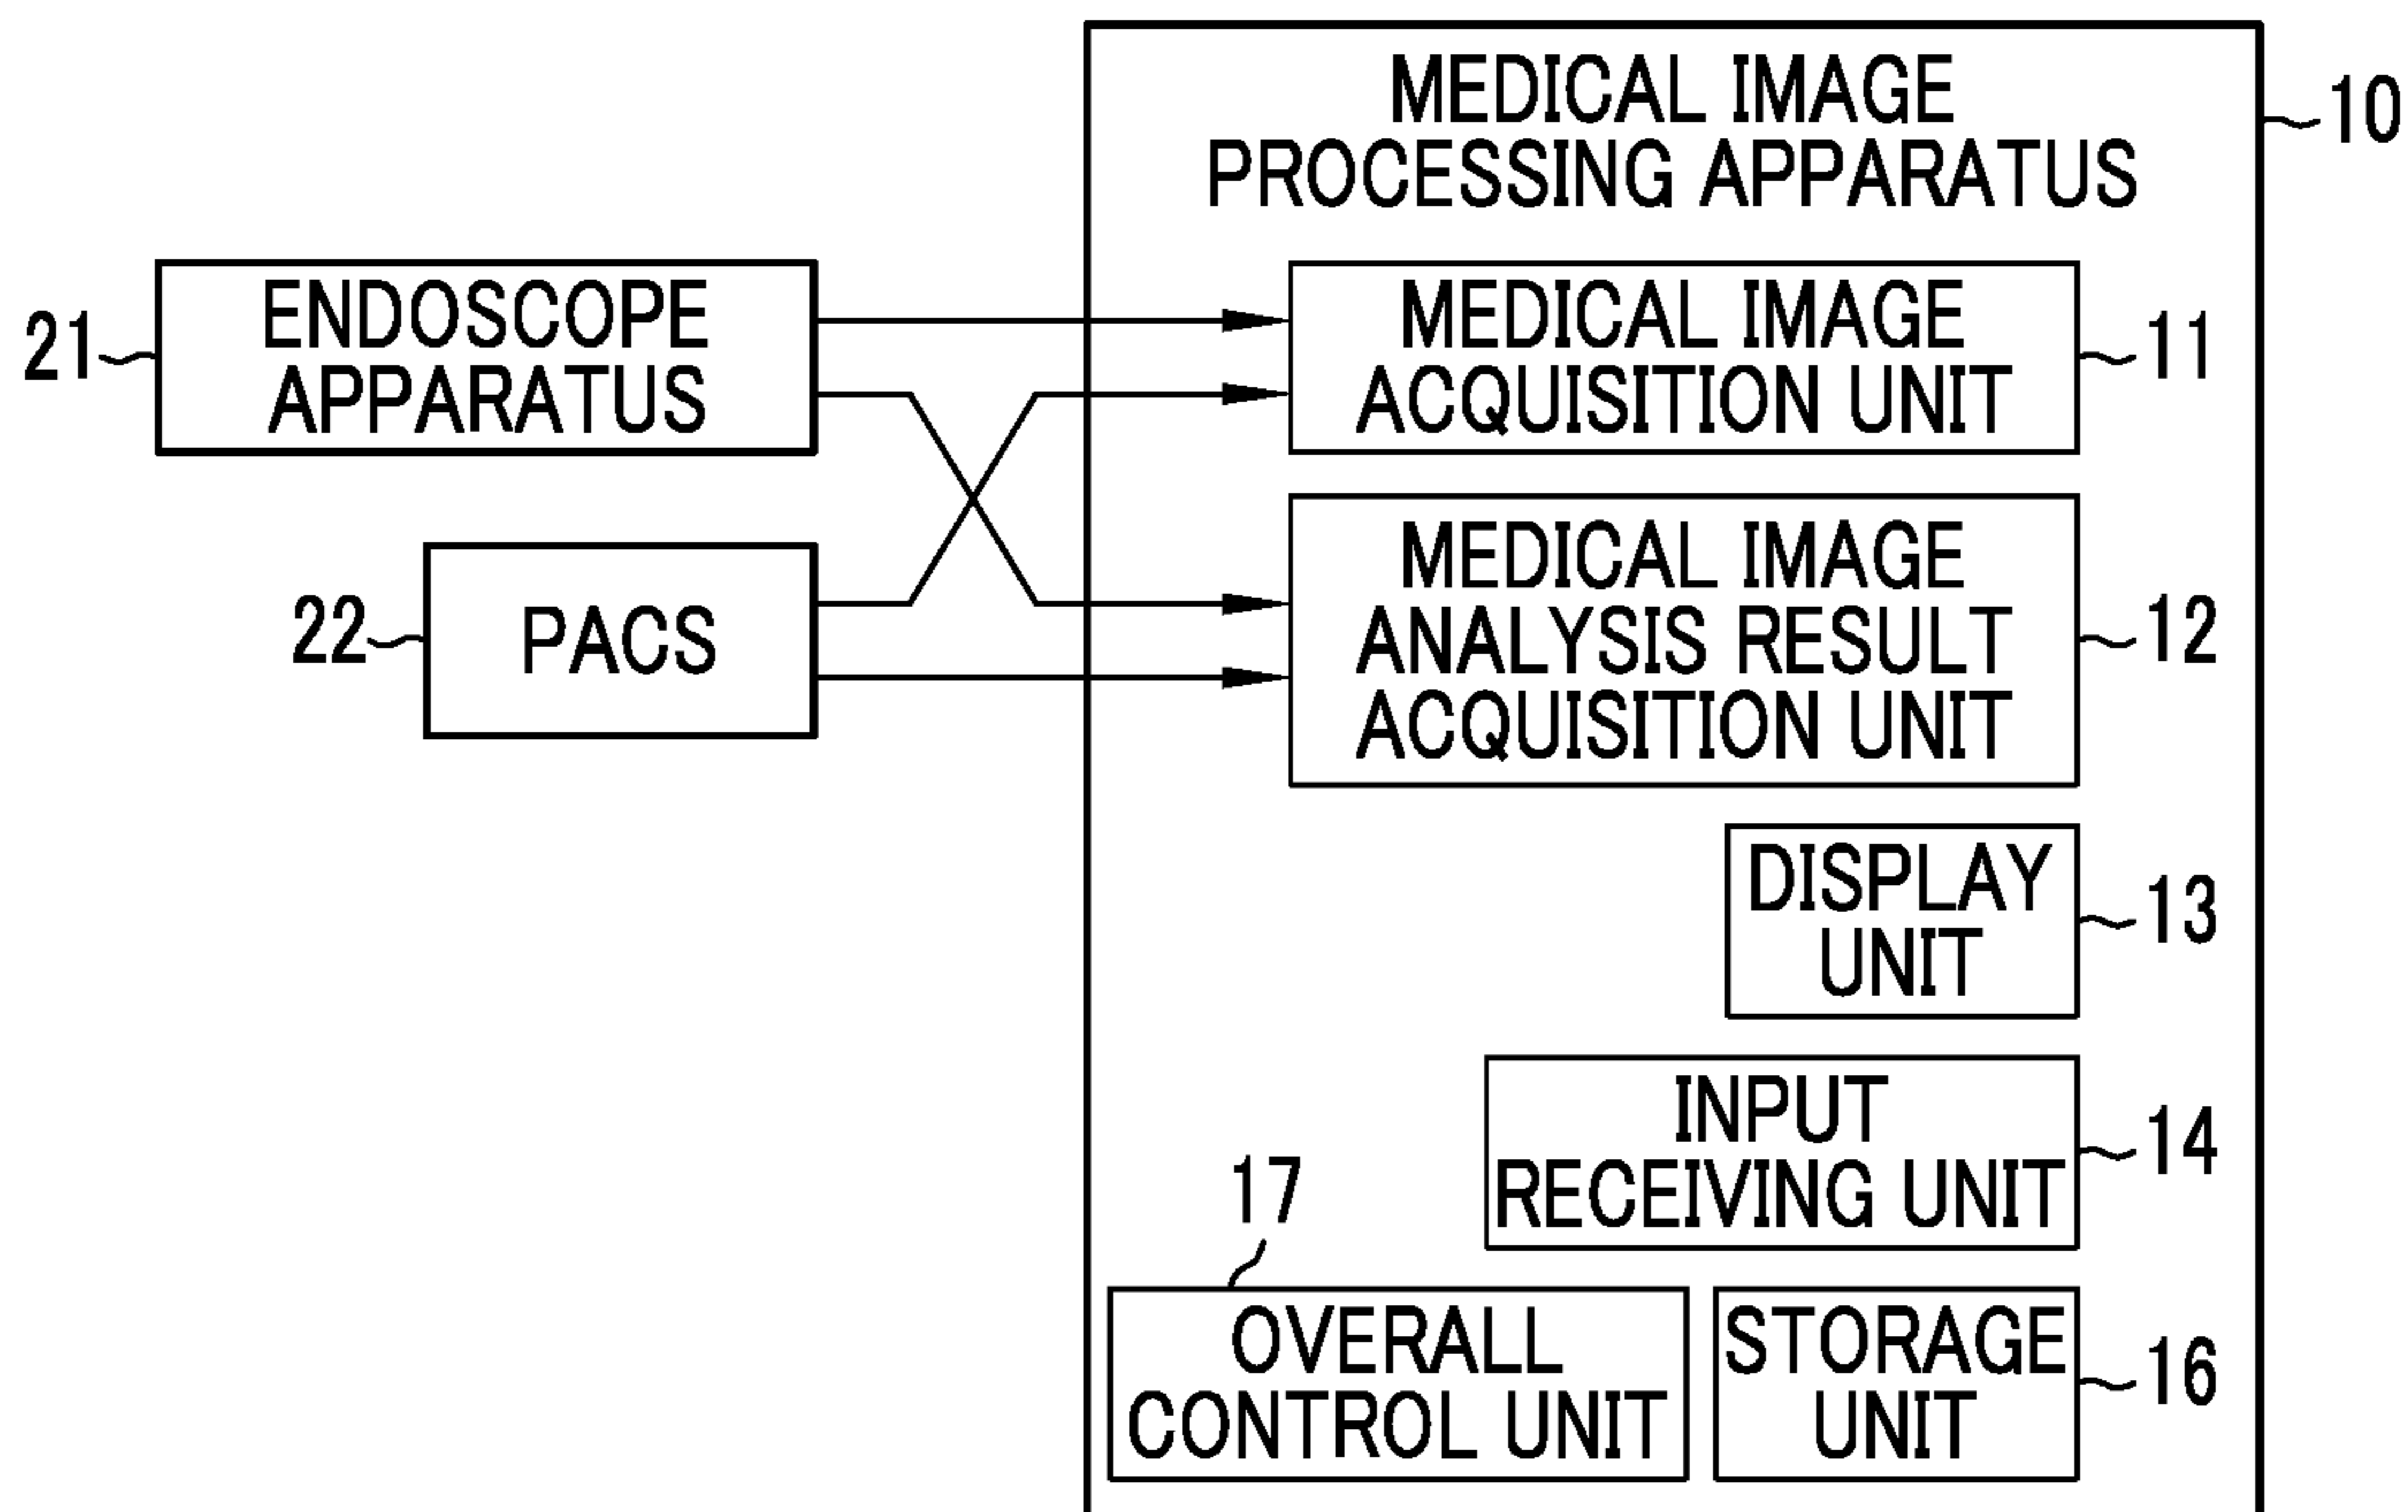 MEDICAL IMAGE
PROCESSING APPARATUS
10
21
ENDOSCOPE
APPARATUS
MEDICAL IMAGE
ACQUISITION UNIT
11
22
PACS
MEDICAL IMAGE
ANALYSIS RESULT
ACQUISITION UNIT
12
DISPLAY
UNIT
13
INPUT
RECEIVING UNIT
14
17
OVERALL
CONTROL UNIT
STORAGE
UNIT
16